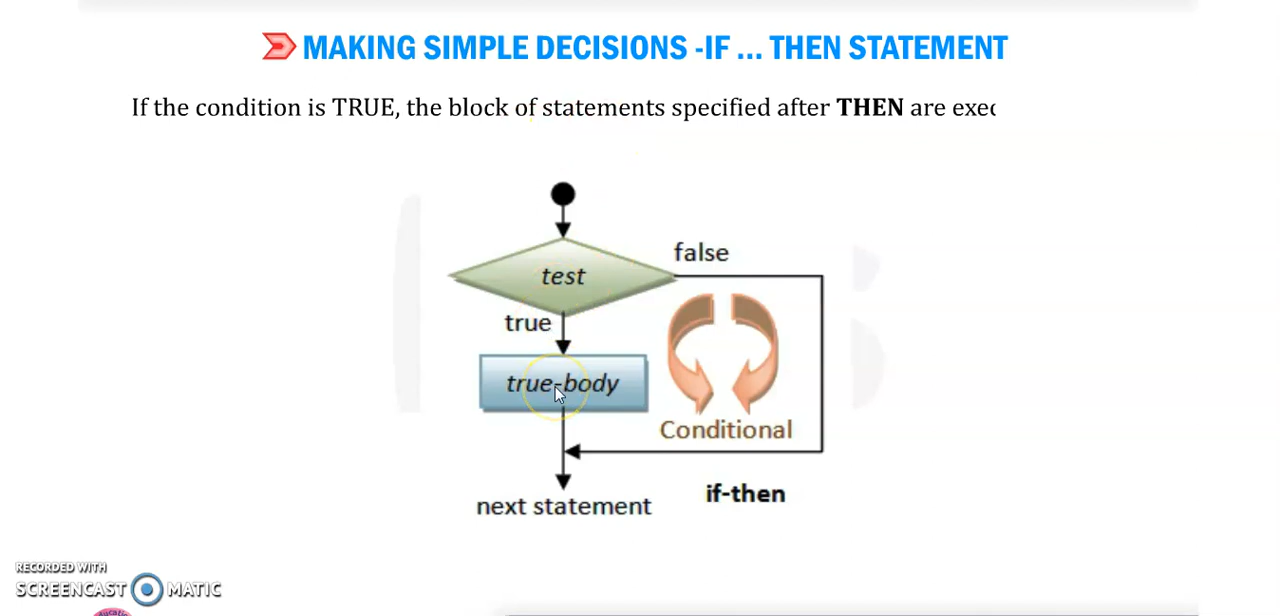 MAKING SIMPLE DECISIONS -IF ... THEN STATEMENT
If the condition is TRUE, the block of statements specified after THEN are exec
false
test
true
true-body
Conditional
if-then
next statement
RECORDED WITH
SCREENCAST MATIC